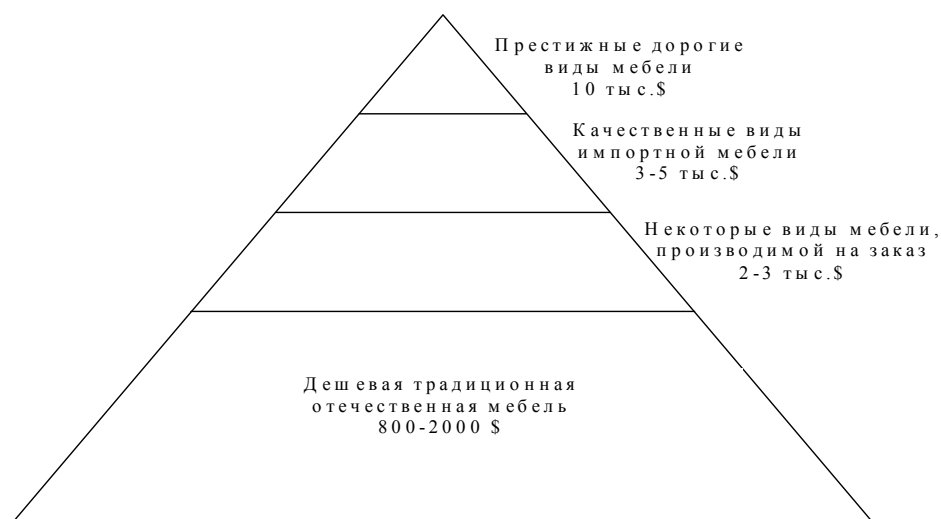 Престижные дорогие
виды мебели
10 тыс.$
Качественные виды
импортной мебели
3-5 тыс.$
Некоторые виды мебели,
производимой на заказ
2-3 тыс.$
Дешевая традиционная
отечественная мебель
800-2000 $